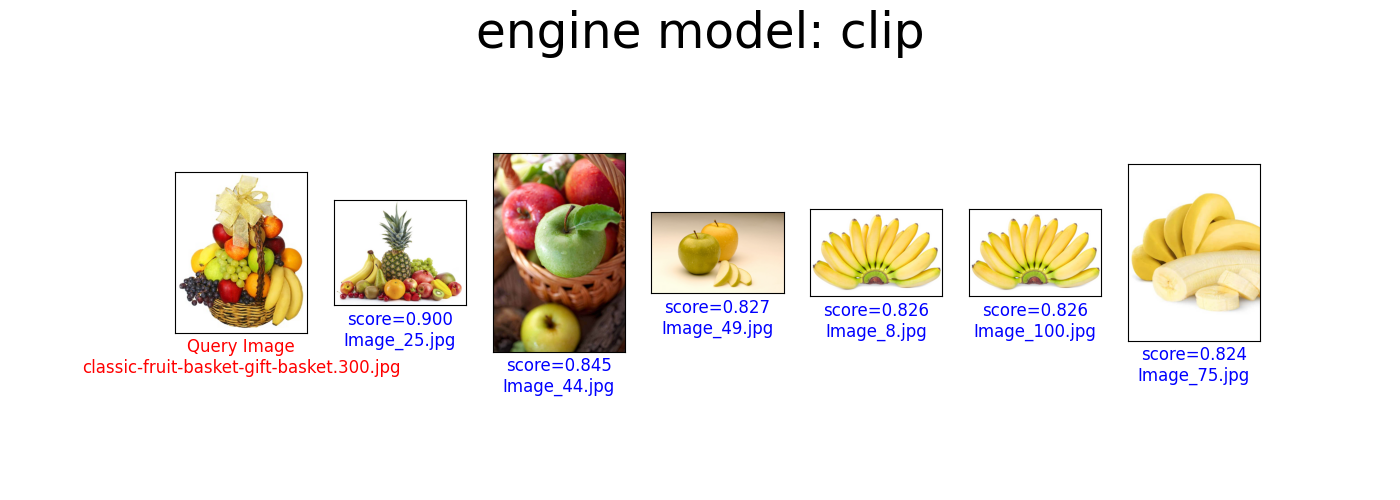 engine model: clip
Query Image
classic-fruit-basket-gift-basket.300.jpg
score=0.900
Image_25.jpg
score=0.845
Image_44.jpg
score=0.827
Image_49.jpg
score=0.826
Image_8.jpg
score=0.826
Image_100.jpg
score=0.824
Image_75.jpg